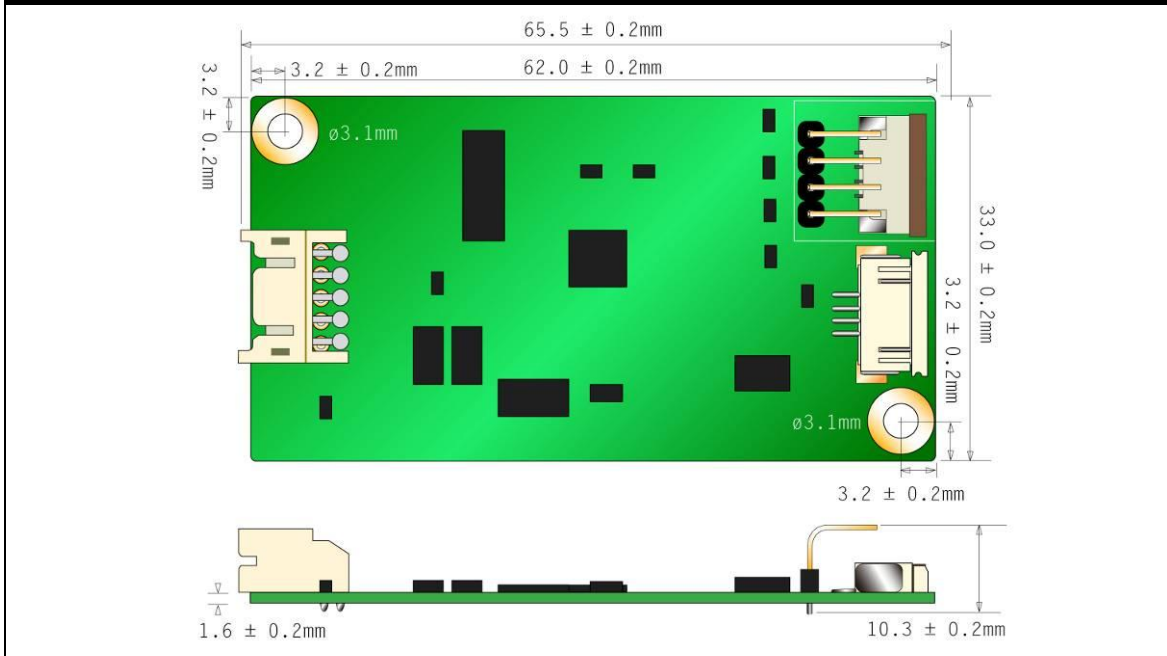 65.5 ± 0.2mm
62.0 ± 0.2mm
3.2 ± 0.2mm
3.2 ± 0.2mm
ø3.1mm
33.0 ± 0.2mm
3.2 ± 0.2mm
ø3.1mm
3.2 ± 0.2mm
1.6 ± 0.2mm
10.3 ± 0.2mm